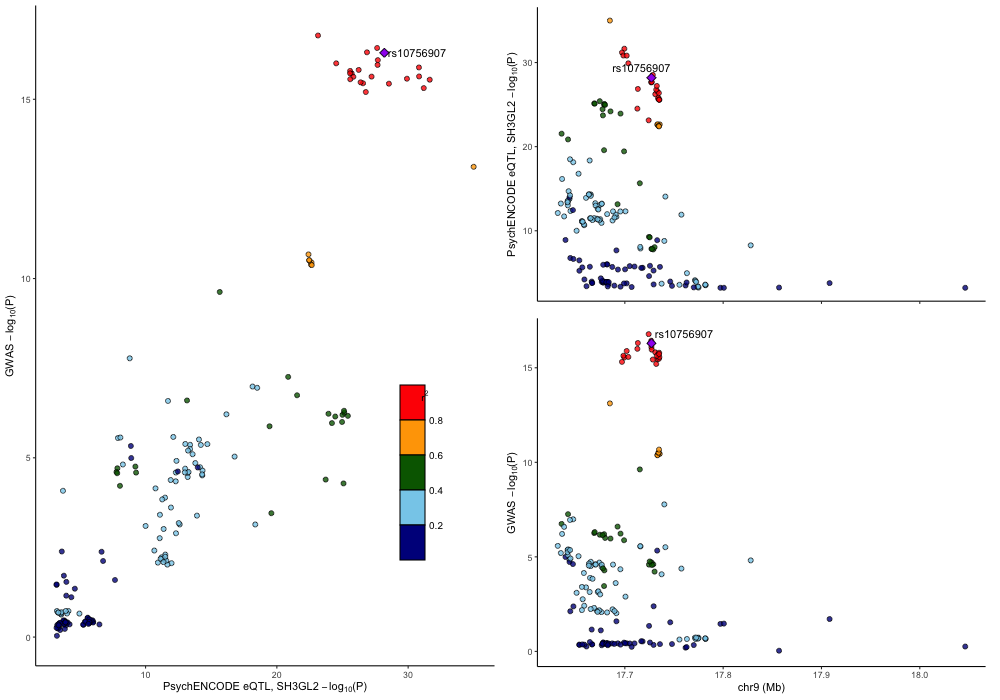 15
10
5
0
10
20
30
GWAS −log10(P)
PsychENCODE eQTL, SH3GL2 −log10(P)
rs10756907
r2
0.8
0.6
0.4
0.2
30
20
10
PsychENCODE eQTL, SH3GL2 −log10(P)
rs10756907
15
10
5
0
GWAS −log10(P)
rs10756907
17.7
17.8
17.9
18.0
chr9 (Mb)